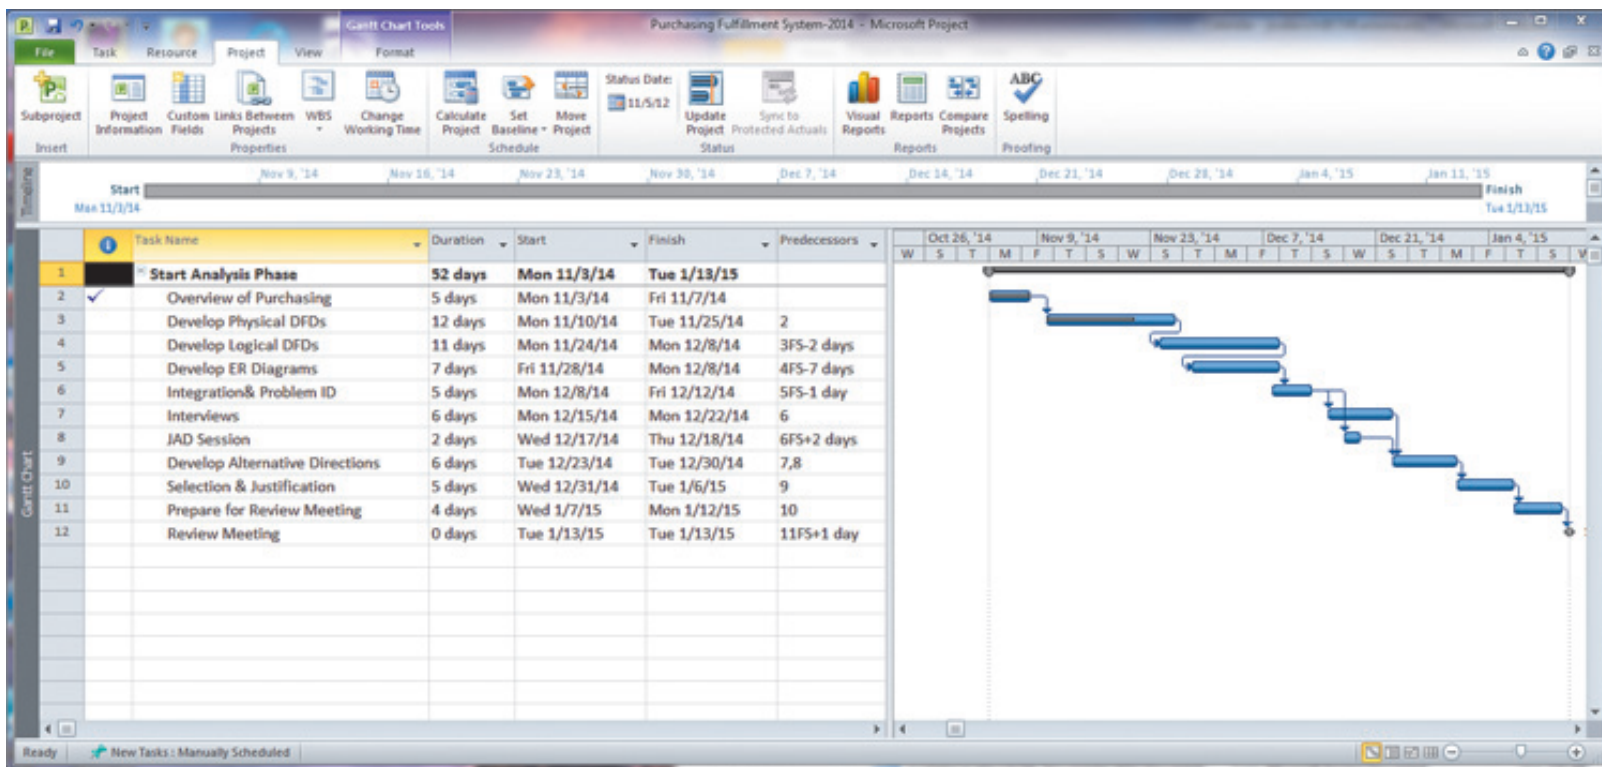 Gantt Chart Tools
Purchasing Fulfillment System-2014 - Microsoft Project
File Task Resource Project View Format
Subproject
Project Information
Custom Fields
Links Between Projects
WBS
Change Working Time
Calculate Project
Set Baseline
Move Project
Status Date:
11/5/12
Update Project
Sync to Protected Actuals
Visual Reports
Reports
Compare Projects
ABC
Spelling
Insert Properties Schedule Status Reports Proofing
Timeline
Nov 9, '14 Nov 16, '14 Nov 23, '14 Nov 30, '14 Dec 7, '14 Dec 14, '14 Dec 21, '14 Dec 28, '14 Jan 4, '15 Jan 11, '15
Start
Mon 11/3/14
Finish
Tue 1/13/15
Task Name Duration Start Finish Predecessors
Oct 26, '14 Nov 9, '14 Nov 23, '14 Dec 7, '14 Dec 21, '14 Jan 4, '15
W S T M F T S W S T M F T S W S T M F T S V
1 Start Analysis Phase 52 days Mon 11/3/14 Tue 1/13/15
2 Overview of Purchasing 5 days Mon 11/3/14 Fri 11/7/14
3 Develop Physical DFDs 12 days Mon 11/10/14 Tue 11/25/14 2
4 Develop Logical DFDs 11 days Mon 11/24/14 Mon 12/8/14 3FS-2 days
5 Develop ER Diagrams 7 days Fri 11/28/14 Mon 12/8/14 4FS-7 days
6 Integration& Problem ID 5 days Mon 12/8/14 Fri 12/12/14 5FS-1 day
7 Interviews 6 days Mon 12/15/14 Mon 12/22/14 6
8 JAD Session 2 days Wed 12/17/14 Thu 12/18/14 6FS+2 days
9 Develop Alternative Directions 6 days Tue 12/23/14 Tue 12/30/14 7,8
10 Selection & Justification 5 days Wed 12/31/14 Tue 1/6/15 9
11 Prepare for Review Meeting 4 days Wed 1/7/15 Mon 1/12/15 10
12 Review Meeting 0 days Tue 1/13/15 Tue 1/13/15 11FS+1 day
Gantt Chart
Ready New Tasks : Manually Scheduled